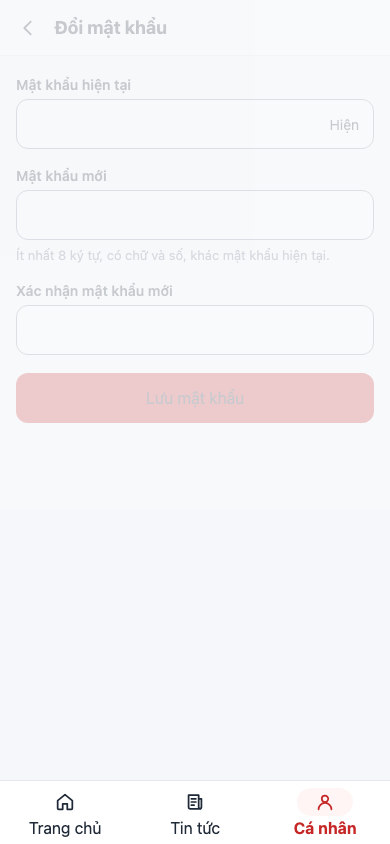 Đổi mật khẩu
Mật khẩu hiện tại
Hiện
Mật khẩu mới
Ít nhất 8 ký tự, có chữ và số, khác mật khẩu hiện tại.
Xác nhận mật khẩu mới
Lưu mật khẩu
Trang chủ
Tin tức
Cá nhân